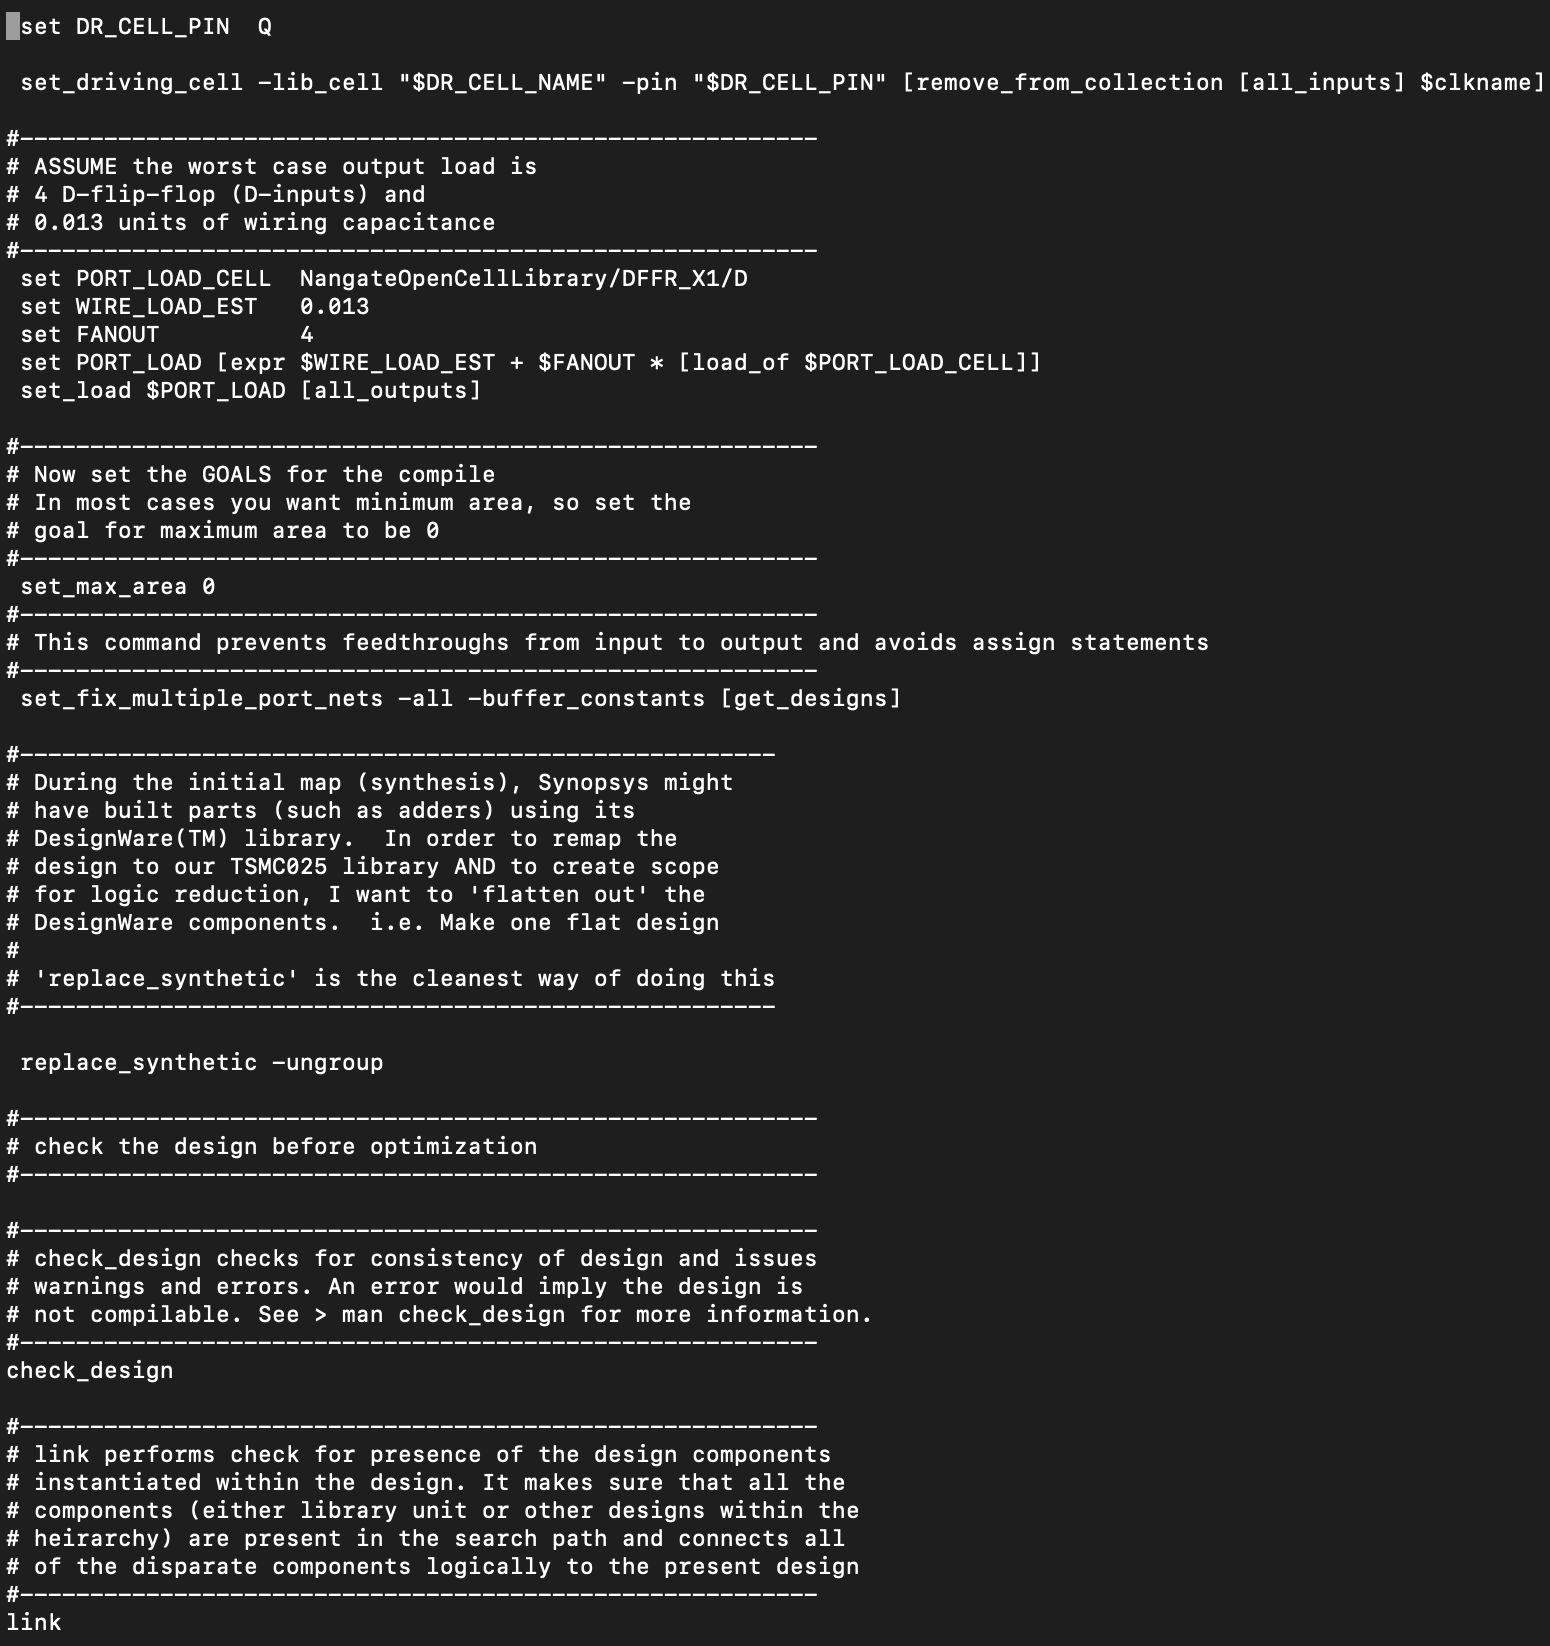 set DR_CELL_PIN  Q
set_driving_cell -lib_cell "$DR_CELL_NAME" -pin "$DR_CELL_PIN" [remove_from_collection [all_inputs] $clkname]
#---------------------------------------------------------
# ASSUME the worst case output load is
# 4 D-flip-flop (D-inputs) and
# 0.013 units of wiring capacitance
#---------------------------------------------------------
set PORT_LOAD_CELL  NangateOpenCellLibrary/DFFR_X1/D
set WIRE_LOAD_EST   0.013
set FANOUT          4
set PORT_LOAD [expr $WIRE_LOAD_EST + $FANOUT * [load_of $PORT_LOAD_CELL]]
set_load $PORT_LOAD [all_outputs]
#---------------------------------------------------------
# Now set the GOALS for the compile
# In most cases you want minimum area, so set the
# goal for maximum area to be 0
#---------------------------------------------------------
set_max_area 0
#---------------------------------------------------------
# This command prevents feedthroughs from input to output and avoids assign statements
#---------------------------------------------------------
set_fix_multiple_port_nets -all -buffer_constants [get_designs]
#------------------------------------------------------
# During the initial map (synthesis), Synopsys might
# have built parts (such as adders) using its
# DesignWare(TM) library.  In order to remap the
# design to our TSMC025 library AND to create scope
# for logic reduction, I want to 'flatten out' the
# DesignWare components.  i.e. Make one flat design
#
# 'replace_synthetic' is the cleanest way of doing this
#------------------------------------------------------
replace_synthetic -ungroup
#---------------------------------------------------------
# check the design before optimization
#---------------------------------------------------------
#---------------------------------------------------------
# check_design checks for consistency of design and issues
# warnings and errors. An error would imply the design is
# not compilable. See > man check_design for more information.
#---------------------------------------------------------
check_design
#---------------------------------------------------------
# link performs check for presence of the design components
# instantiated within the design. It makes sure that all the
# components (either library unit or other designs within the
# heirarchy) are present in the search path and connects all
# of the disparate components logically to the present design
#---------------------------------------------------------
link